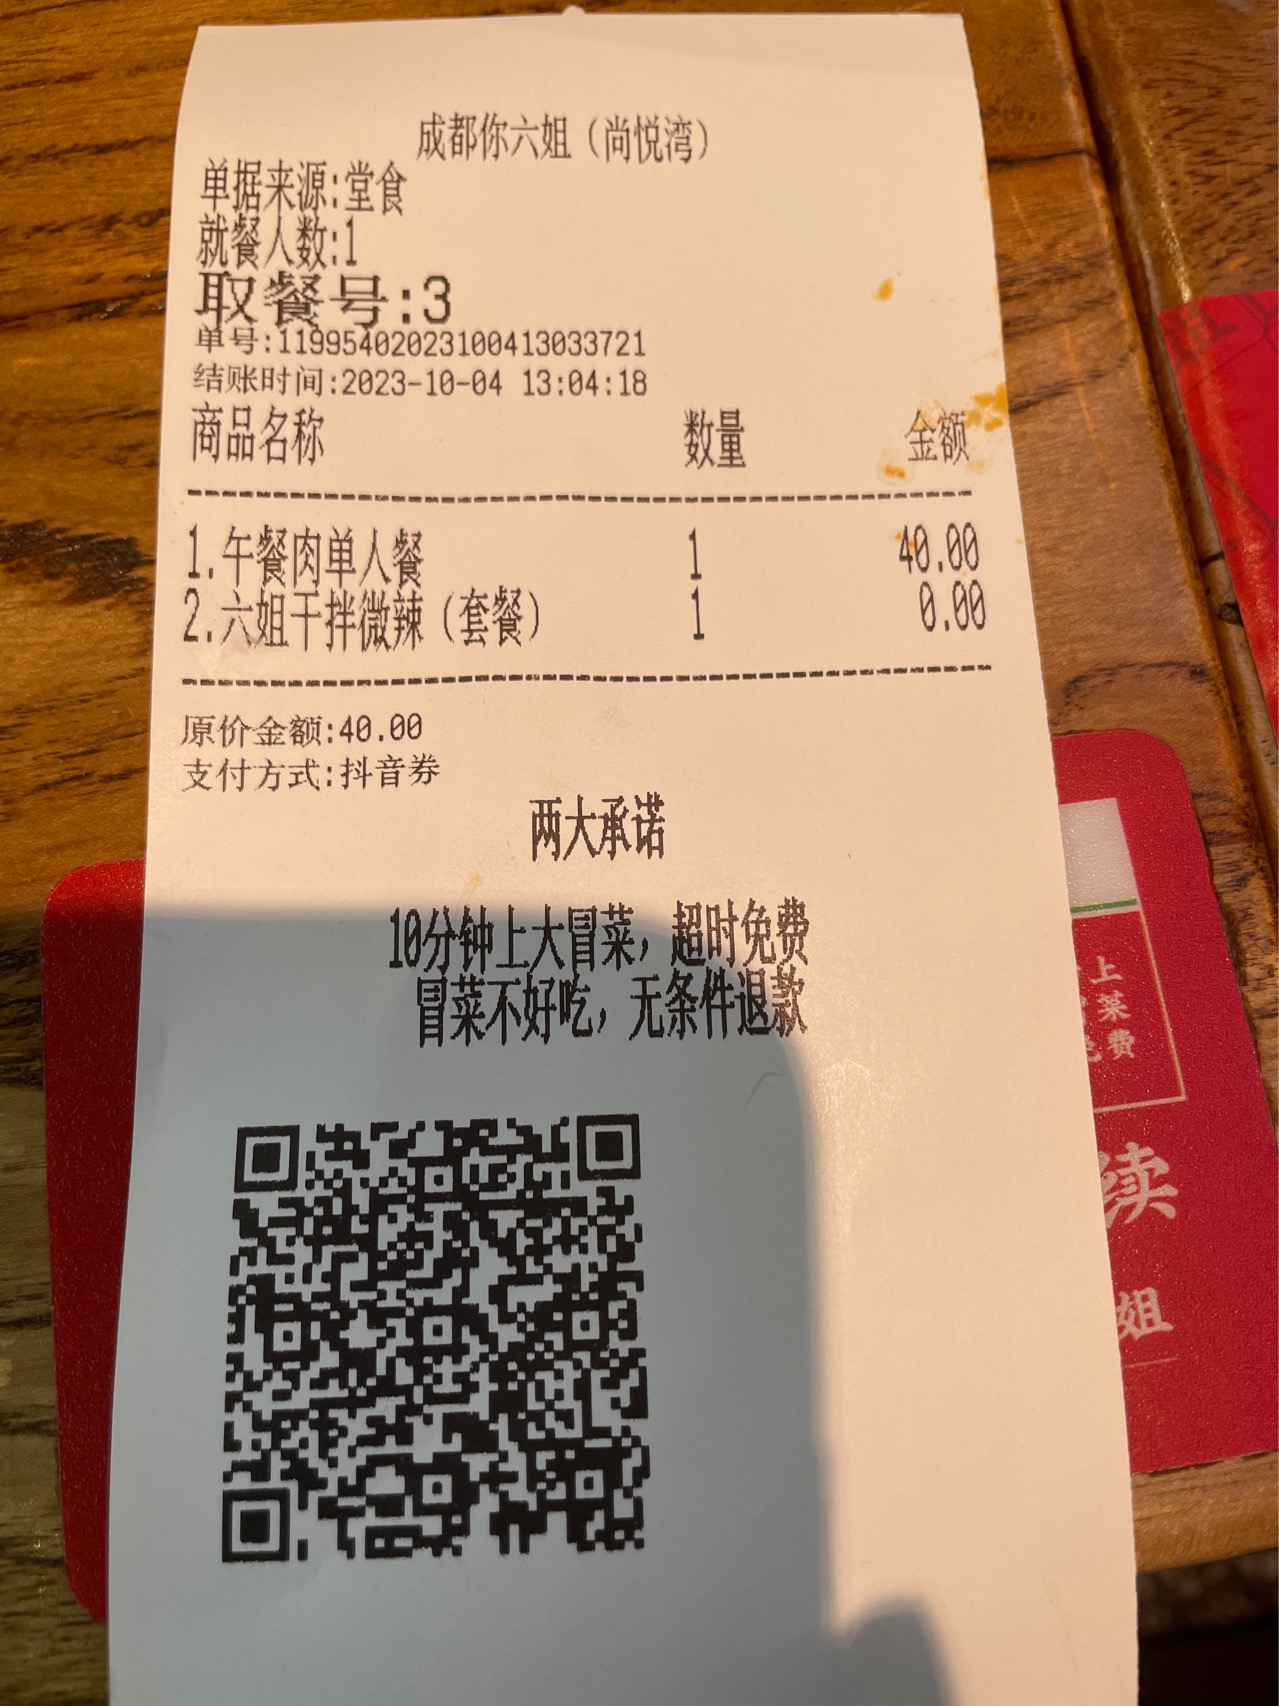 成都你六姐（尚悦湾）
单据来源:堂食
就餐人数:1
取餐号:3
单号:11995402023100413033721
结账时间:2023-10-04 13:04:18
商品名称 数量 金额
1.午餐肉单人餐 1 40.00
2.六姐干拌微辣（套餐） 1 0.00
原价金额:40.00
支付方式:抖音券
两大承诺
10分钟上大冒菜，超时免费
冒菜不好吃，无条件退款
上
菜
费
续
姐